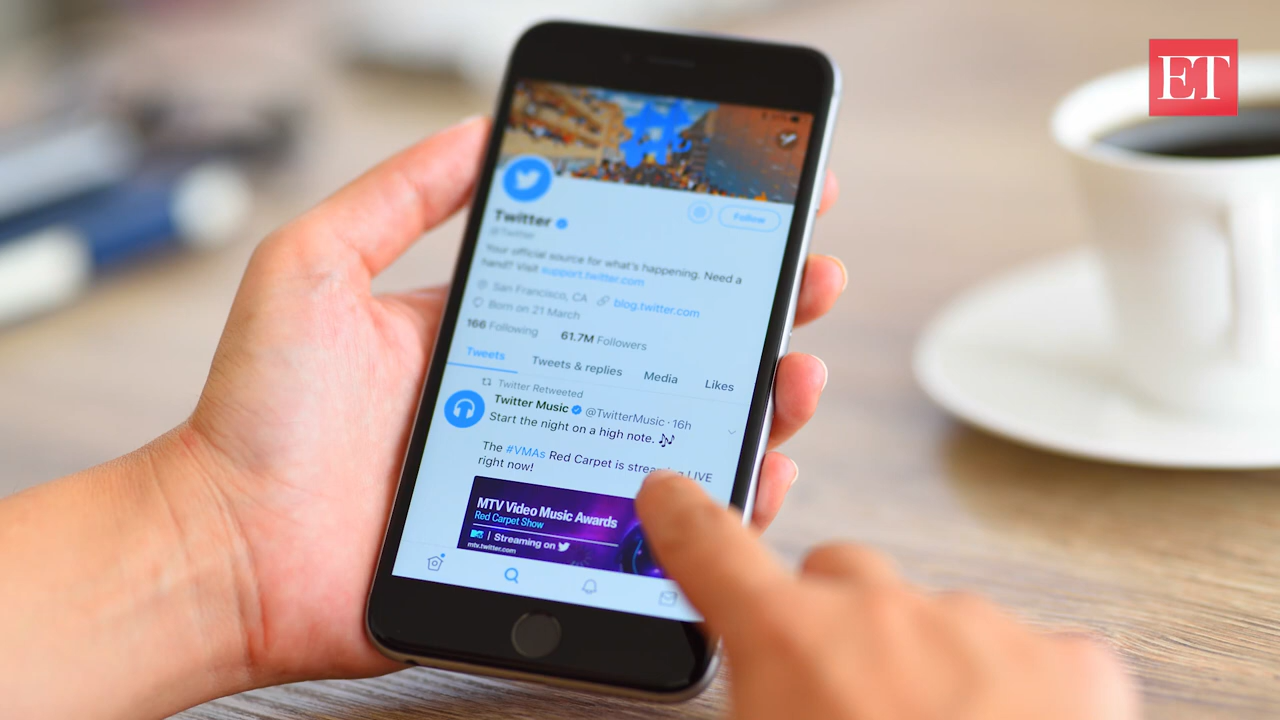 ET
Follow
Twitter
@Twitter
Your official source for what's happening. Need a
hand? Visit support.twitter.com
San Francisco, CA blog.twitter.com
Born on 21 March
166 Following 61.7M Followers
Tweets Tweets & replies Media Likes
Twitter Retweeted
Twitter Music @TwitterMusic · 16h
Start the night on a high note. 🎶
The #VMAs Red Carpet is LIVE
right now!
MTV Video Music Awards
Red Carpet Show
MTV | Streaming on
mtv.twitter.com